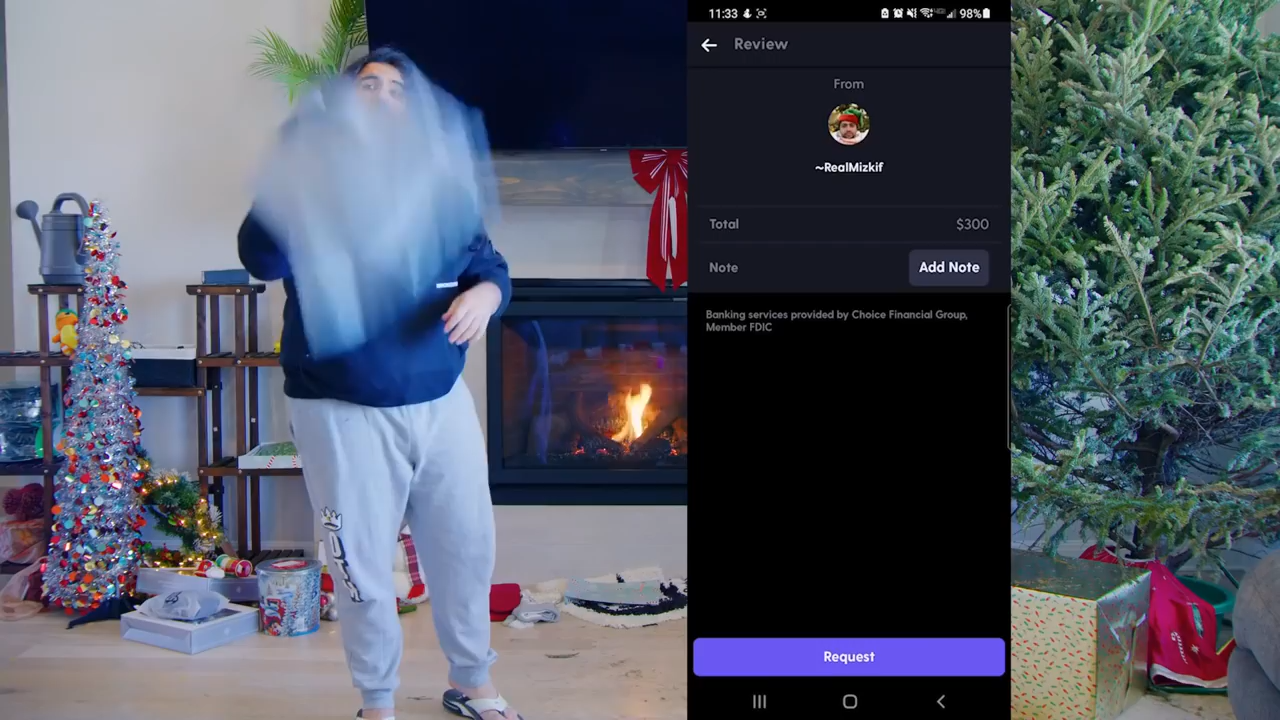 11:33
98%
Review
From
~RealMizkif
Total
$300
Note
Add Note
Banking services provided by Choice Financial Group,
Member FDIC
Request